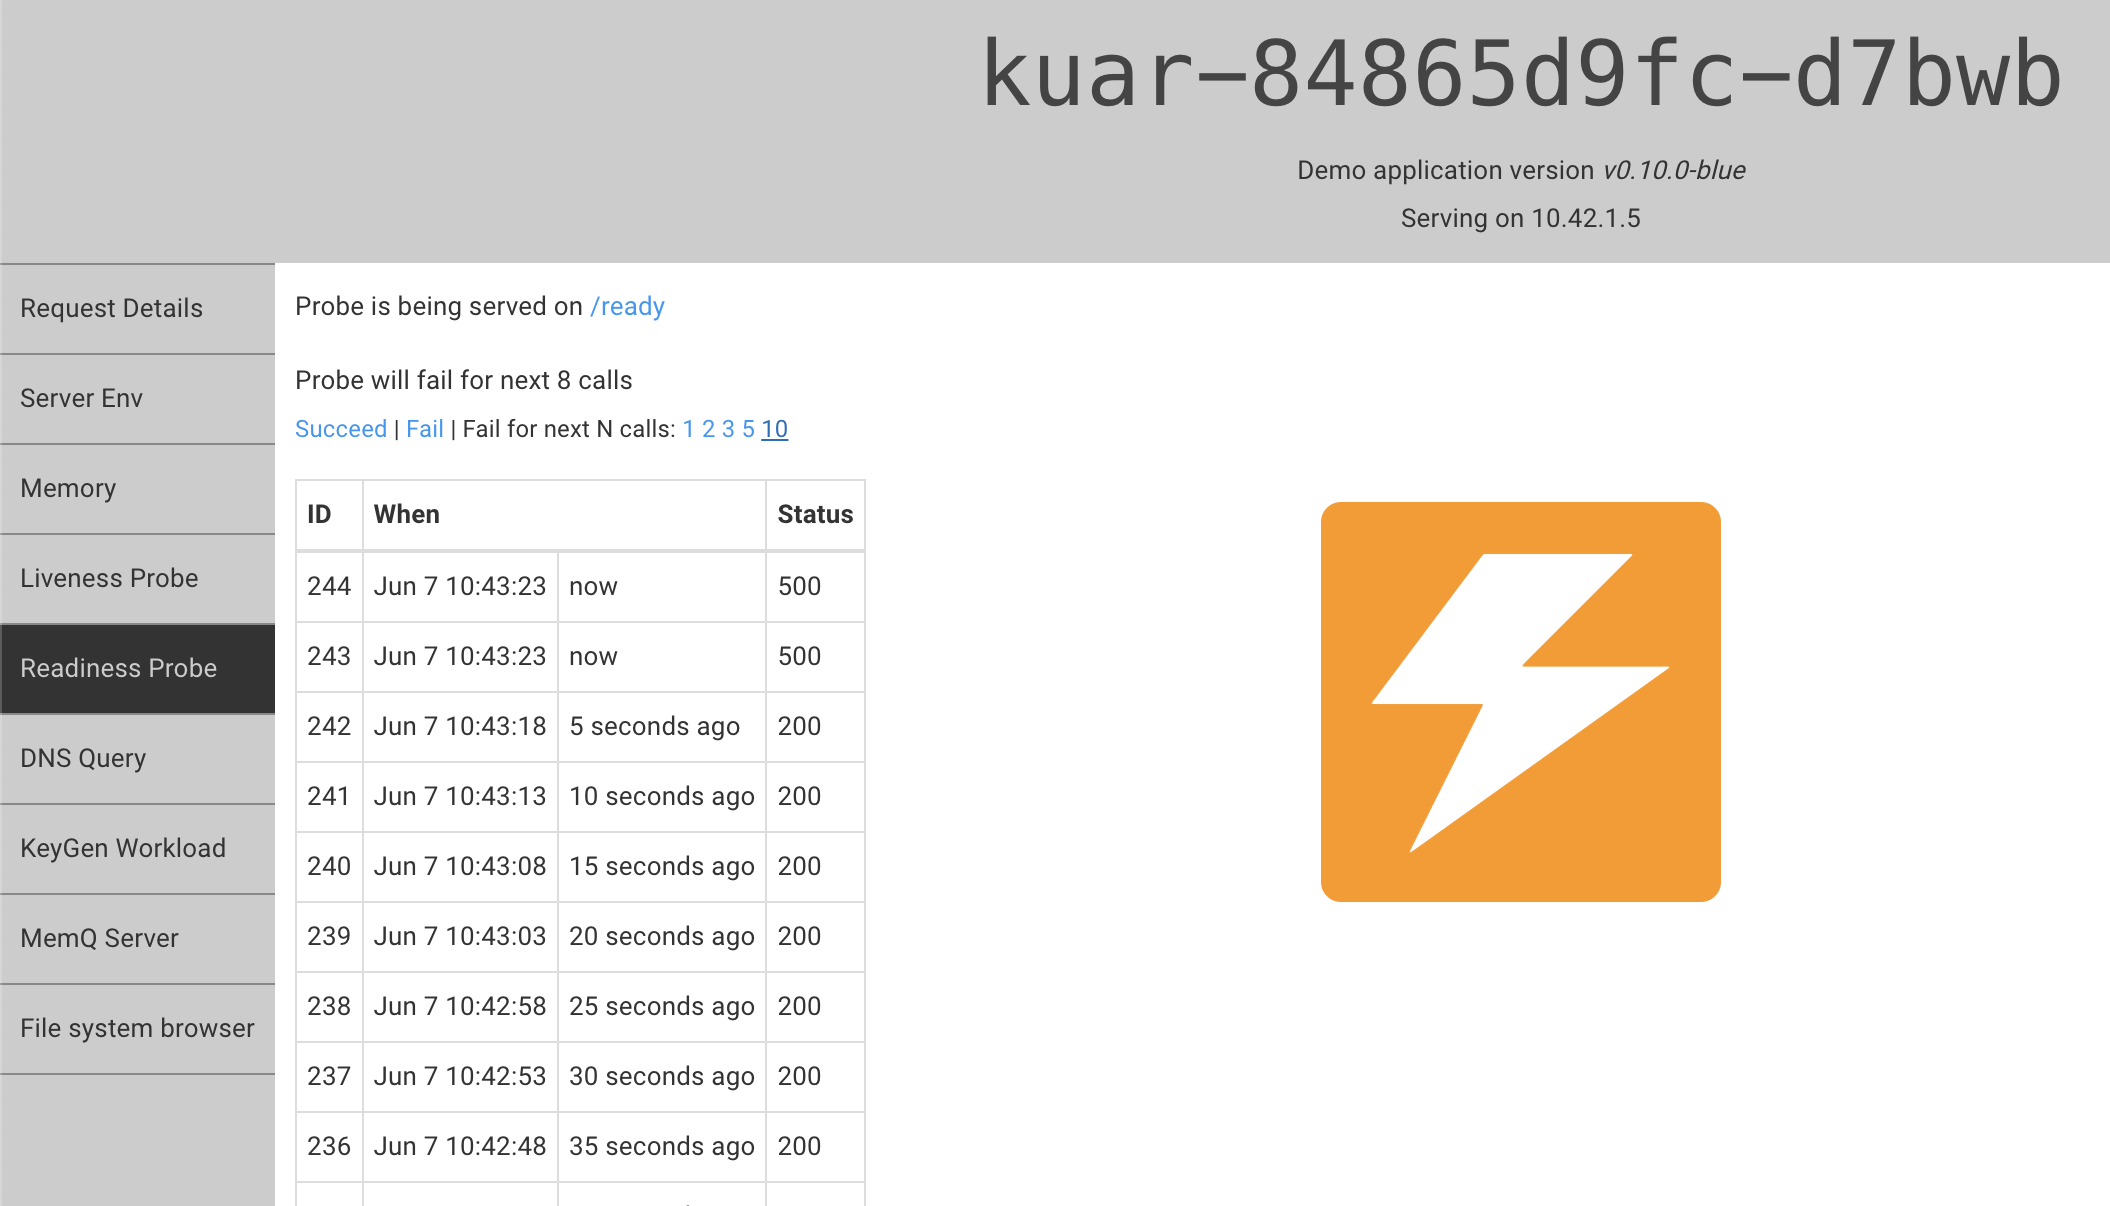 kuar-84865d9fc-d7bwb
Demo application version v0.10.0-blue
Serving on 10.42.1.5
Request Details
Server Env
Memory
Liveness Probe
Readiness Probe
DNS Query
KeyGen Workload
MemQ Server
File system browser
Probe is being served on /ready
Probe will fail for next 8 calls
Succeed | Fail | Fail for next N calls: 1 2 3 5 10
ID When Status
244 Jun 7 10:43:23 now 500
243 Jun 7 10:43:23 now 500
242 Jun 7 10:43:18 5 seconds ago 200
241 Jun 7 10:43:13 10 seconds ago 200
240 Jun 7 10:43:08 15 seconds ago 200
239 Jun 7 10:43:03 20 seconds ago 200
238 Jun 7 10:42:58 25 seconds ago 200
237 Jun 7 10:42:53 30 seconds ago 200
236 Jun 7 10:42:48 35 seconds ago 200